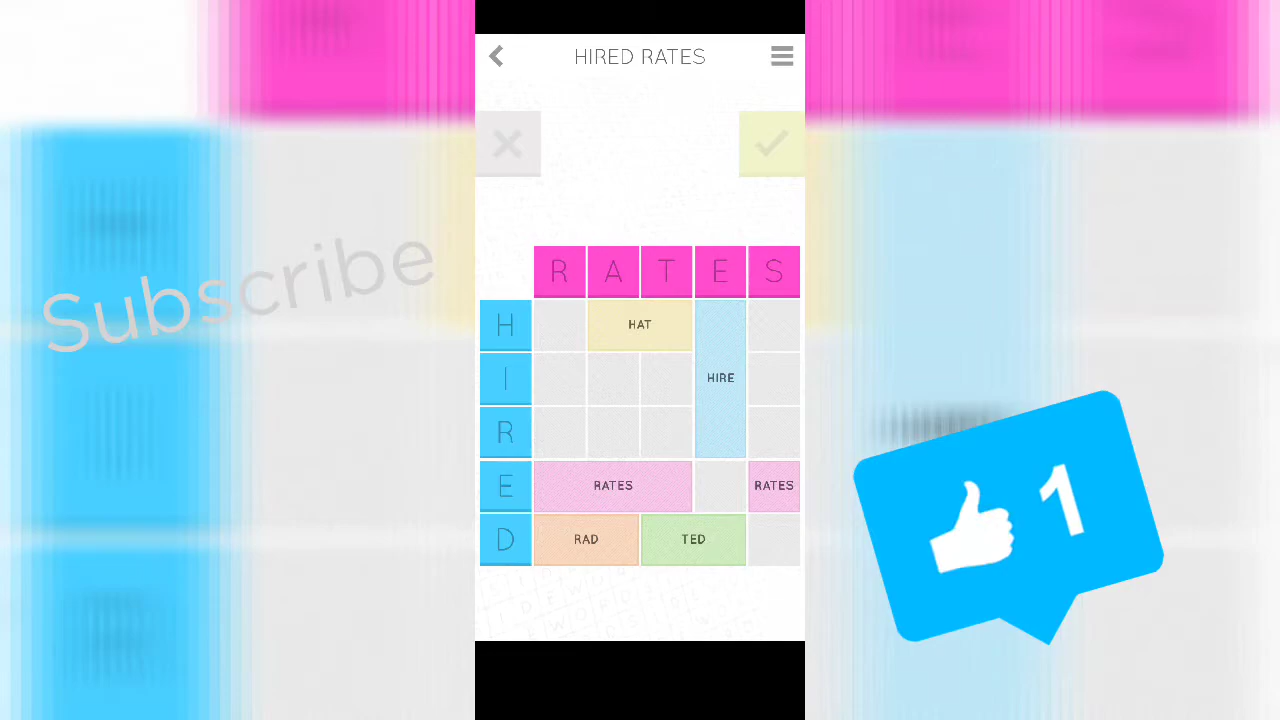 HIRED RATES
Subscribe
R A T E S
H HAT
I HIRE
R
E RATES RATES
D RAD TED
1